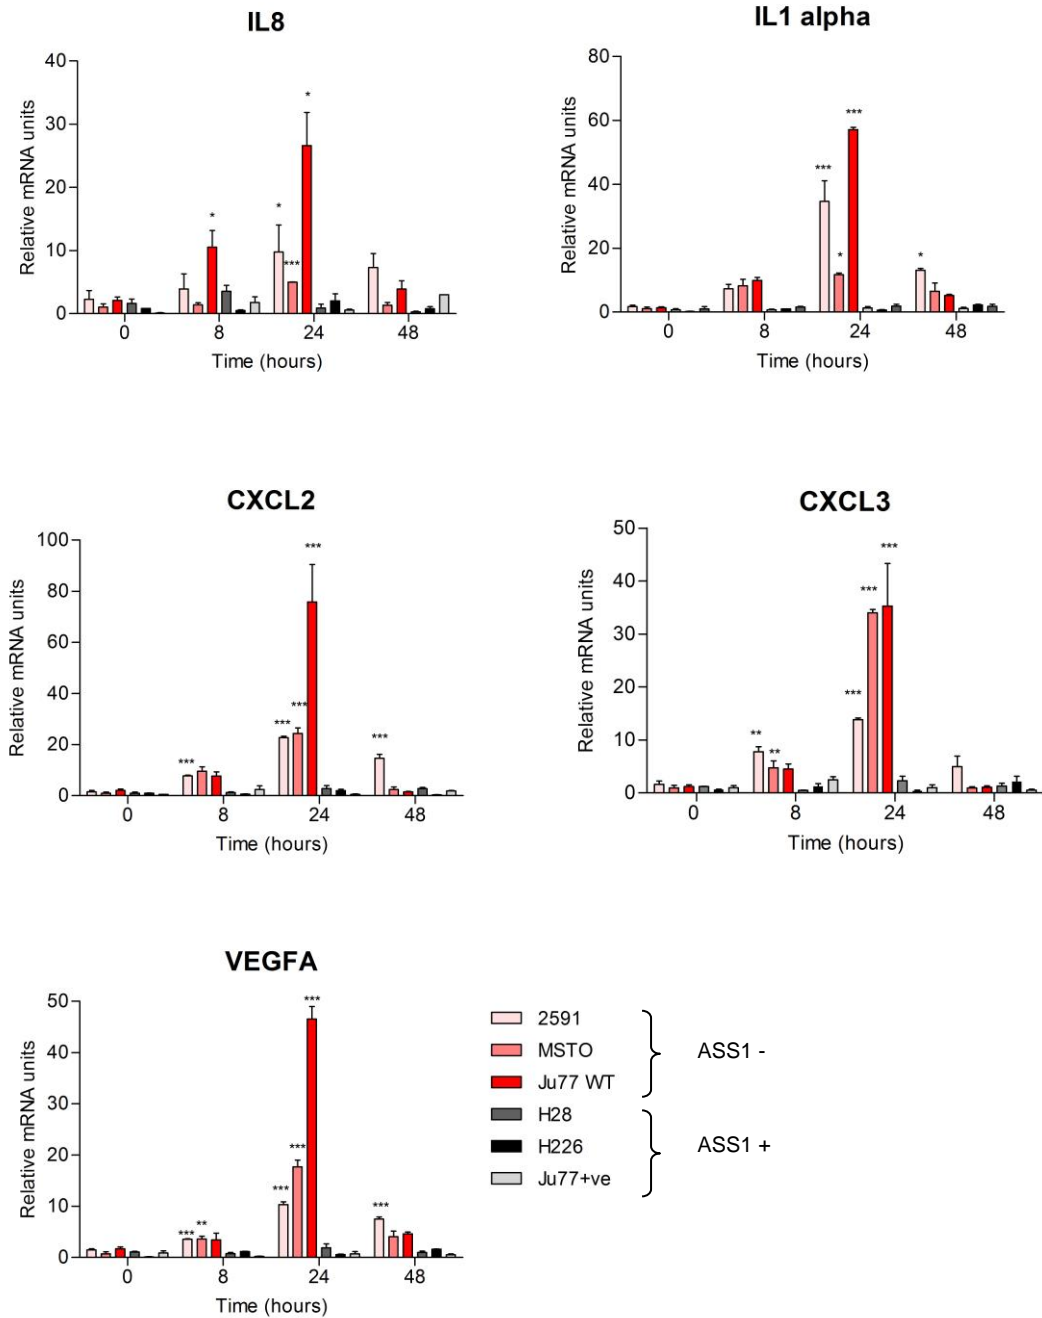 IL8
Relative mRNA units
40
30
20
10
0
* * * *** 
0 8 24 48
Time (hours)
IL1 alpha
Relative mRNA units
80
60
40
20
0
*** * *** *
0 8 24 48
Time (hours)
CXCL2
Relative mRNA units
100
80
60
40
20
0
*** *** *** *** ***
0 8 24 48
Time (hours)
CXCL3
Relative mRNA units
50
40
30
20
10
0
** ** *** *** ***
0 8 24 48
Time (hours)
VEGFA
Relative mRNA units
50
40
30
20
10
0
*** ** *** *** *** ***
0 8 24 48
Time (hours)
2591
MSTO
Ju77 WT
ASS1 -
H28
H226
Ju77+ve
ASS1 +